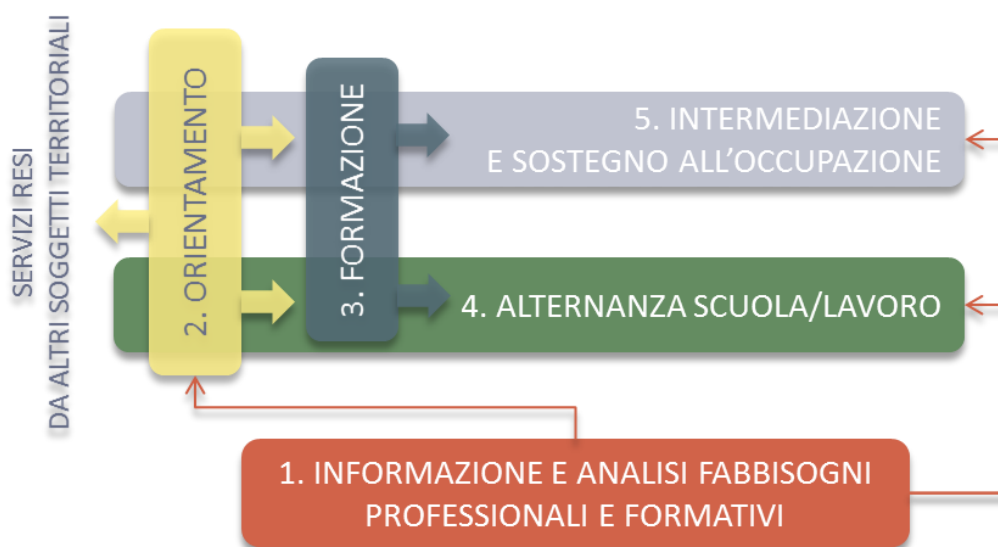 SERVIZI RESI
DA ALTRI SOGGETTI TERRITORIALI
2. ORIENTAMENTO
3. FORMAZIONE
5. INTERMEDIAZIONE
E SOSTEGNO ALL’OCCUPAZIONE
4. ALTERNANZA SCUOLA/LAVORO
1. INFORMAZIONE E ANALISI FABBISOGNI
PROFESSIONALI E FORMATIVI